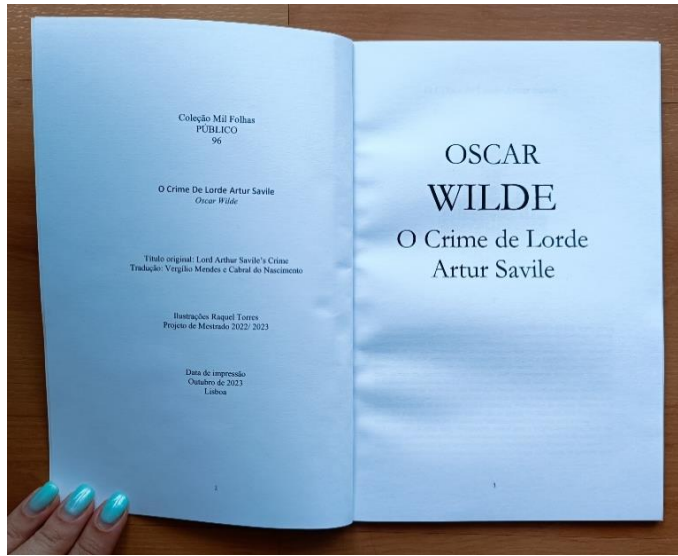 Coleção Mil Folhas
PÚBLICO
96
O Crime De Lorde Artur Savile
Oscar Wilde
Título original: Lord Arthur Savile's Crime
Tradução: Vergílio Mendes e Cabral do Nascimento
Ilustrações Raquel Torres
Projeto de Mestrado 2022/ 2023
Data de impressão
Outubro de 2023
Lisboa
OSCAR
WILDE
O Crime de Lorde
Artur Savile